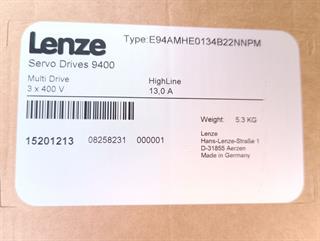 Lenze
Type:E94AMHE0134B22NNPM
Servo Drives 9400
Multi Drive
HighLine
3 x 400 V
13,0 A
Weight: 5.3 KG
15201213 08258231 000001
Lenze
Hans-Lenze-Straße 1
D-31855 Aerzen
Made in Germany